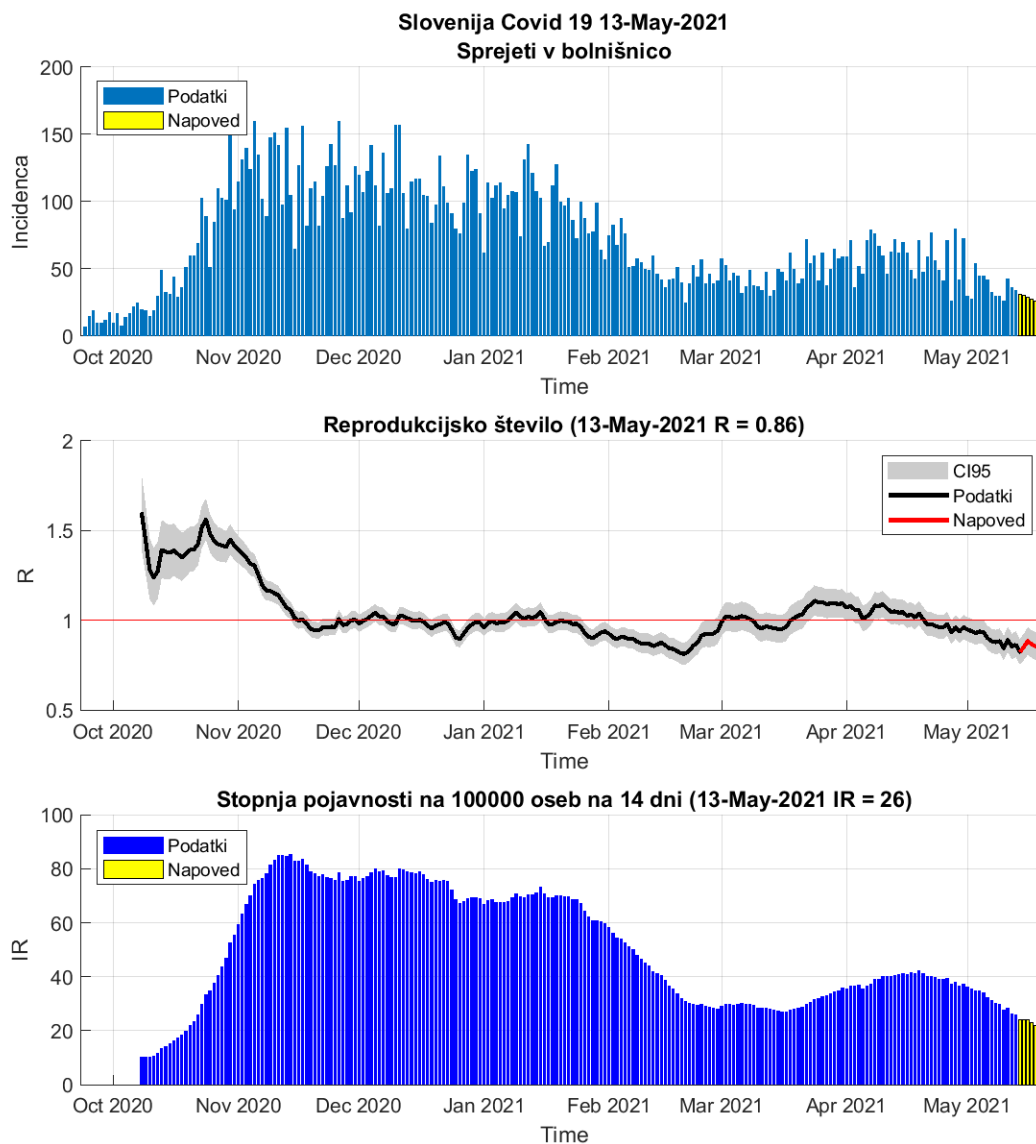 Slovenija Covid 19 13-May-2021
Sprejeti v bolnišnico
200
150
100
50
0
Incidenca
Podatki
Napoved
Oct 2020 Nov 2020 Dec 2020 Jan 2021 Feb 2021 Mar 2021 Apr 2021 May 2021
Time
Reprodukcijsko število (13-May-2021 R = 0.86)
2
1.5
1
0.5
R
CI95
Podatki
Napoved
Oct 2020 Nov 2020 Dec 2020 Jan 2021 Feb 2021 Mar 2021 Apr 2021 May 2021
Time
Stopnja pojavnosti na 100000 oseb na 14 dni (13-May-2021 IR = 26)
100
80
60
40
20
0
IR
Podatki
Napoved
Oct 2020 Nov 2020 Dec 2020 Jan 2021 Feb 2021 Mar 2021 Apr 2021 May 2021
Time